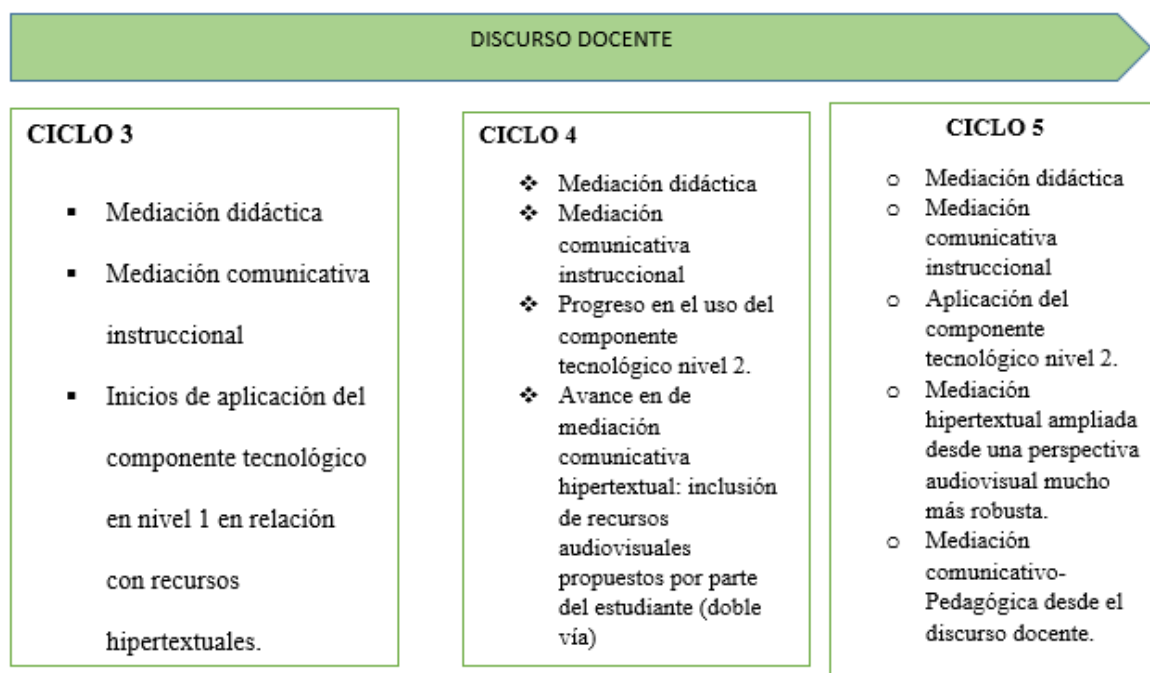 DISCURSO DOCENTE
CICLO 3
▪ Mediación didáctica
▪ Mediación comunicativa
instruccional
▪ Inicios de aplicación del
componente tecnológico
en nivel 1 en relación
con recursos
hipertextuales.
CICLO 4
❖ Mediación didáctica
❖ Mediación
comunicativa
instruccional
❖ Progreso en el uso del
componente
tecnológico nivel 2.
❖ Avance en de
mediación
comunicativa
hipertextual: inclusión
de recursos
audiovisuales
propuestos por parte
del estudiante (doble
vía)
CICLO 5
o Mediación didáctica
o Mediación
comunicativa
instruccional
o Aplicación del
componente
tecnológico nivel 2.
o Mediación
hipertextual ampliada
desde una perspectiva
audiovisual mucho
más robusta.
o Mediación
comunicativo-
Pedagógica desde el
discurso docente.